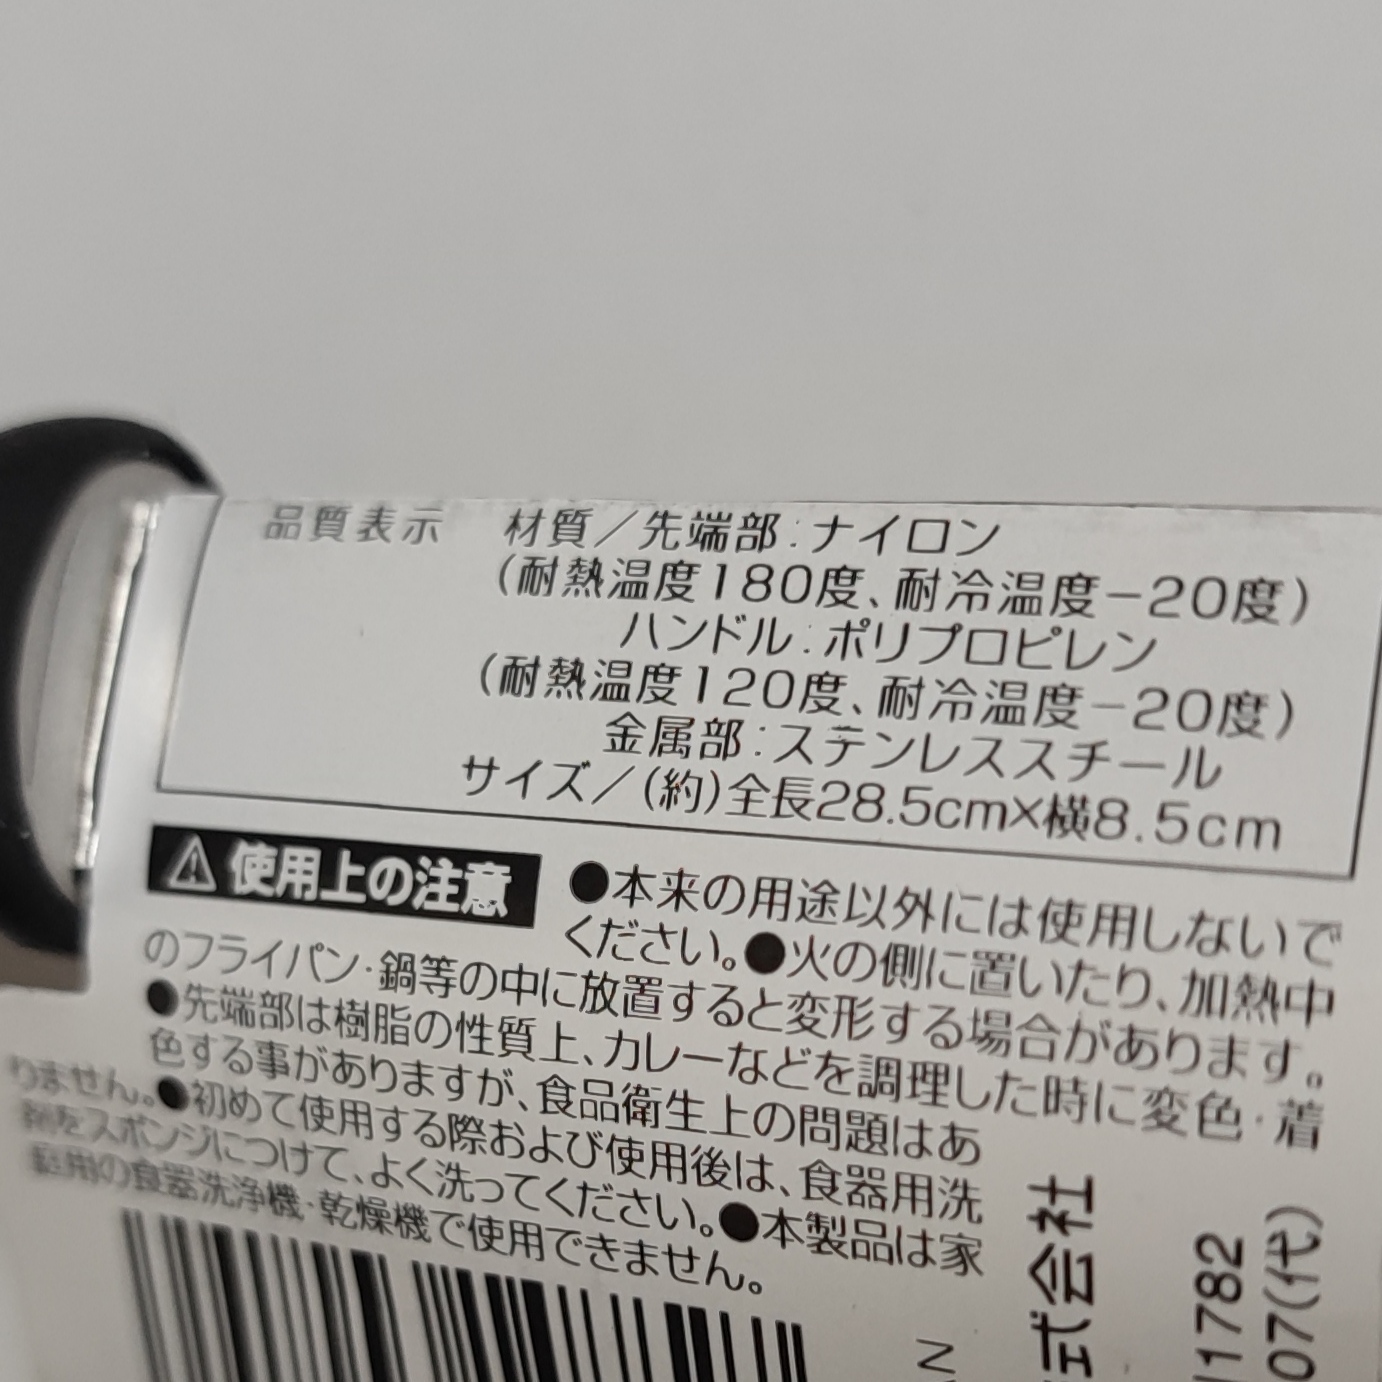 品質表示 材質／先端部：ナイロン
(耐熱温度180度、耐冷温度−20度)
ハンドル：ポリプロピレン
(耐熱温度120度、耐冷温度−20度)
金属部：ステンレススチール
サイズ／(約)全長28.5cm×横8.5cm
⚠使用上の注意 ●本来の用途以外には使用しないで
ください。●火の側に置いたり、加熱中
のフライパン・鍋等の中に放置すると変形する場合があります。
●先端部は樹脂の性質上、カレーなどを調理した時に変色・着
色する事がありますが、食品衛生上の問題はあ
りません。●初めて使用する際および使用後は、食器用洗
剤をスポンジにつけて、よく洗ってください。●本製品は家
庭用の食器洗浄機・乾燥機で使用できません。
式会社
1782
07(代)
N